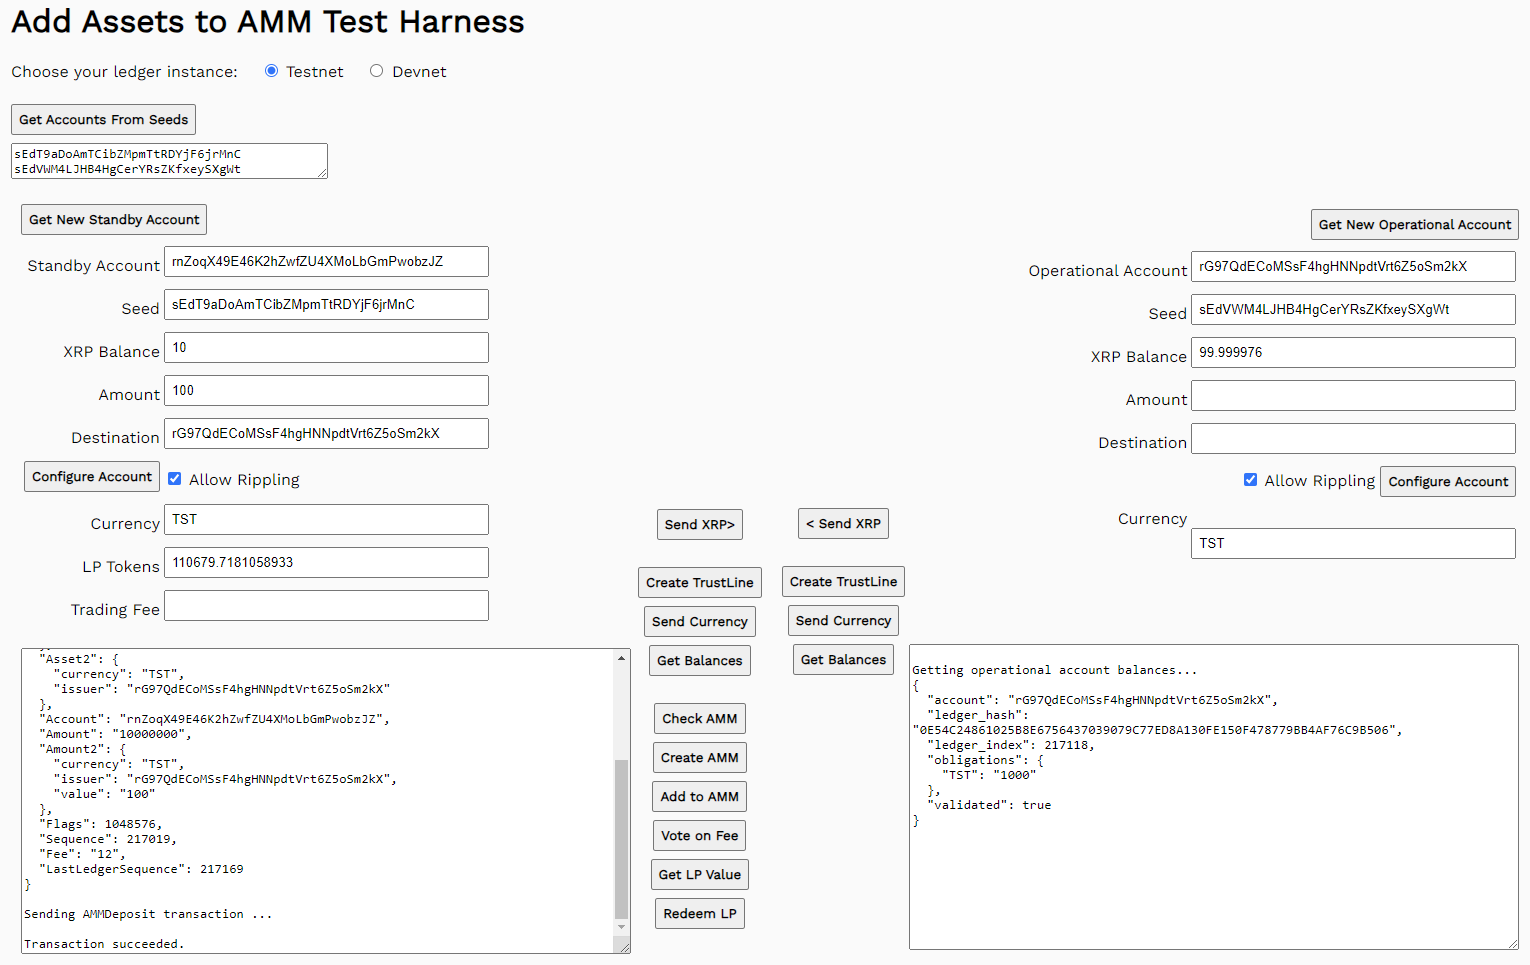 Add Assets to AMM Test Harness
Choose your ledger instance: Testnet Devnet
Get Accounts From Seeds
sEdT9aDoAmTCibZMpmTtRDYjF6jrMnC
sEdVWM4LJHB4HgCerYRsZKfxeySXgWt
Get New Standby Account
Standby Account rnZoqX49E46K2hZwfZU4XMoLbGmPwobzJZ
Seed sEdT9aDoAmTCibZMpmTtRDYjF6jrMnC
XRP Balance 10
Amount 100
Destination rG97QdECoMSsF4hgHNNpdtVrt6Z5oSm2kX
Configure Account Allow Rippling
Currency TST
LP Tokens 110679.7181058933
Trading Fee
"Asset2": {
"currency": "TST",
"issuer": "rG97QdECoMSsF4hgHNNpdtVrt6Z5oSm2kX"
},
"Account": "rnZoqX49E46K2hZwfZU4XMoLbGmPwobzJZ",
"Amount": "10000000",
"Amount2": {
"currency": "TST",
"issuer": "rG97QdECoMSsF4hgHNNpdtVrt6Z5oSm2kX",
"value": "100"
},
"Flags": 1048576,
"Sequence": 217019,
"Fee": "12",
"LastLedgerSequence": 217169
}
Sending AMMDeposit transaction ...
Transaction succeeded.
Send XRP> < Send XRP
Create TrustLine Create TrustLine
Send Currency Send Currency
Get Balances Get Balances
Check AMM
Create AMM
Add to AMM
Vote on Fee
Get LP Value
Redeem LP
Get New Operational Account
Operational Account rG97QdECoMSsF4hgHNNpdtVrt6Z5oSm2kX
Seed sEdVWM4LJHB4HgCerYRsZKfxeySXgWt
XRP Balance 99.999976
Amount
Destination
Allow Rippling Configure Account
Currency
TST
Getting operational account balances...
{
"account": "rG97QdECoMSsF4hgHNNpdtVrt6Z5oSm2kX",
"ledger_hash":
"0E54C24861025B8E6756437039079C77ED8A130FE150F478779BB4AF76C9B506",
"ledger_index": 217118,
"obligations": {
"TST": "1000"
},
"validated": true
}